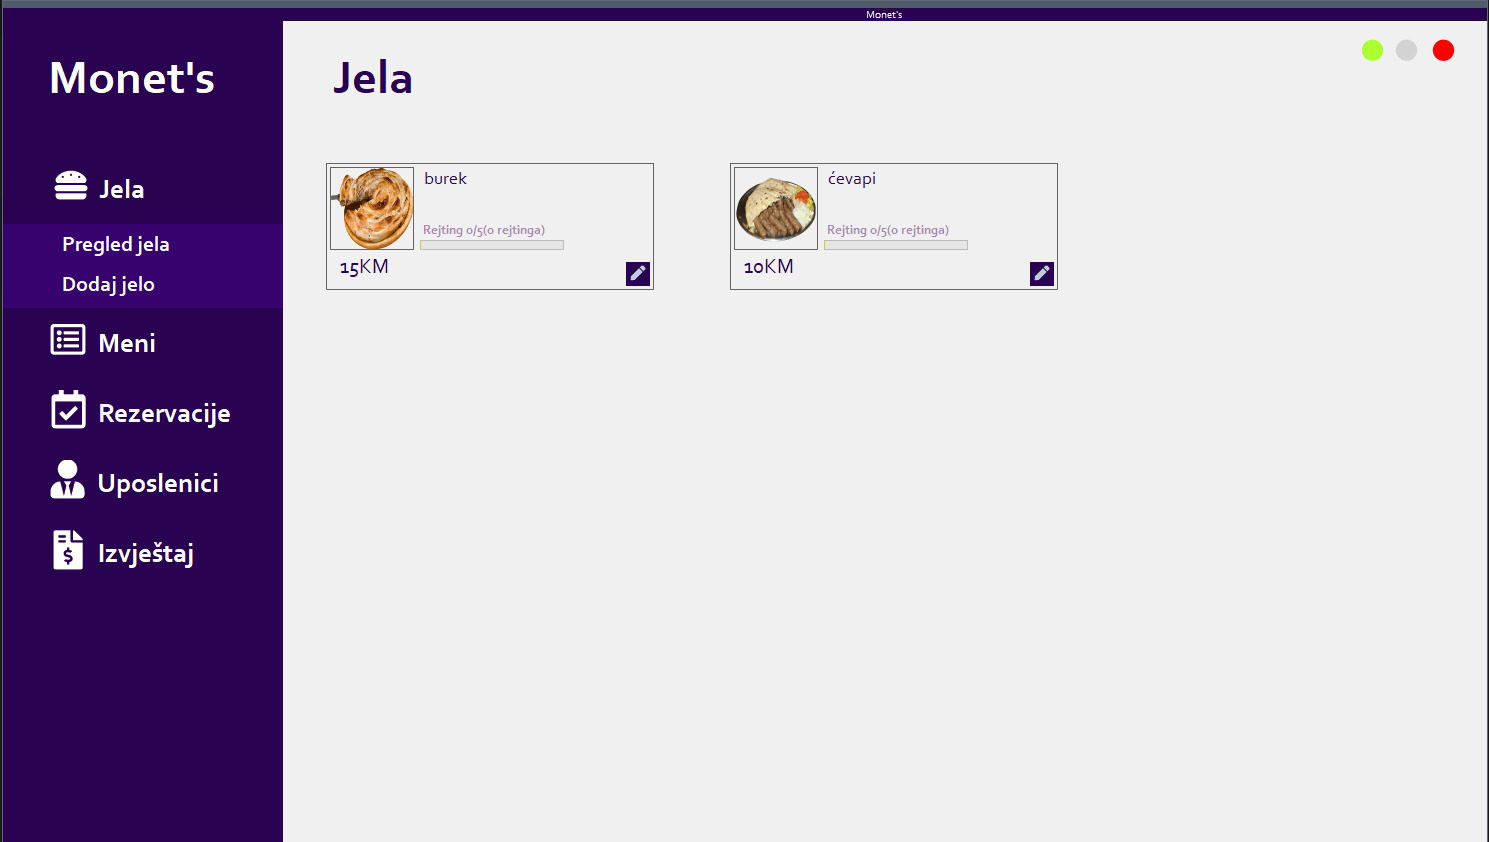 Monet's
Monet's
Jela
Pregled jela
Dodaj jelo
Meni
Rezervacije
Uposlenici
Izvještaj
Jela
burek
Rejting 0/5(0 rejtinga)
15KM
ćevapi
Rejting 0/5(0 rejtinga)
10KM